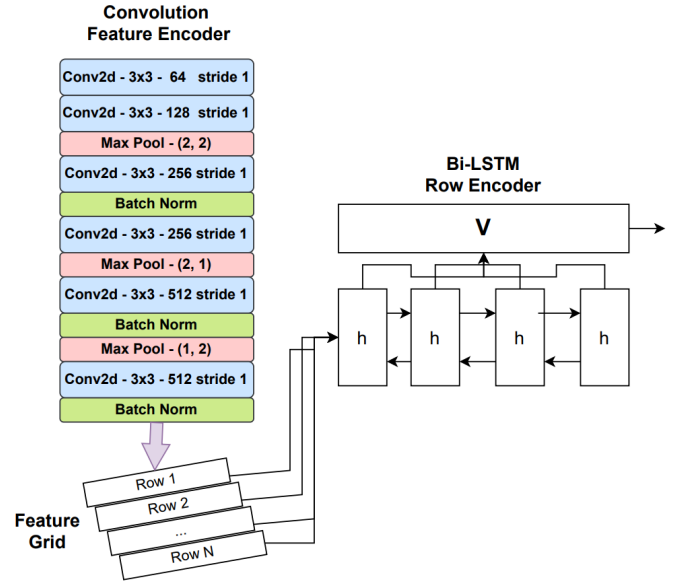 Convolution
Feature Encoder
Conv2d - 3x3 - 64 stride 1
Conv2d - 3x3 - 128 stride 1
Max Pool - (2, 2)
Conv2d - 3x3 - 256 stride 1
Batch Norm
Conv2d - 3x3 - 256 stride 1
Max Pool - (2, 1)
Conv2d - 3x3 - 512 stride 1
Batch Norm
Max Pool - (1, 2)
Conv2d - 3x3 - 512 stride 1
Batch Norm
Feature
Grid
Row 1
Row 2
...
Row N
Bi-LSTM
Row Encoder
V
h h h h